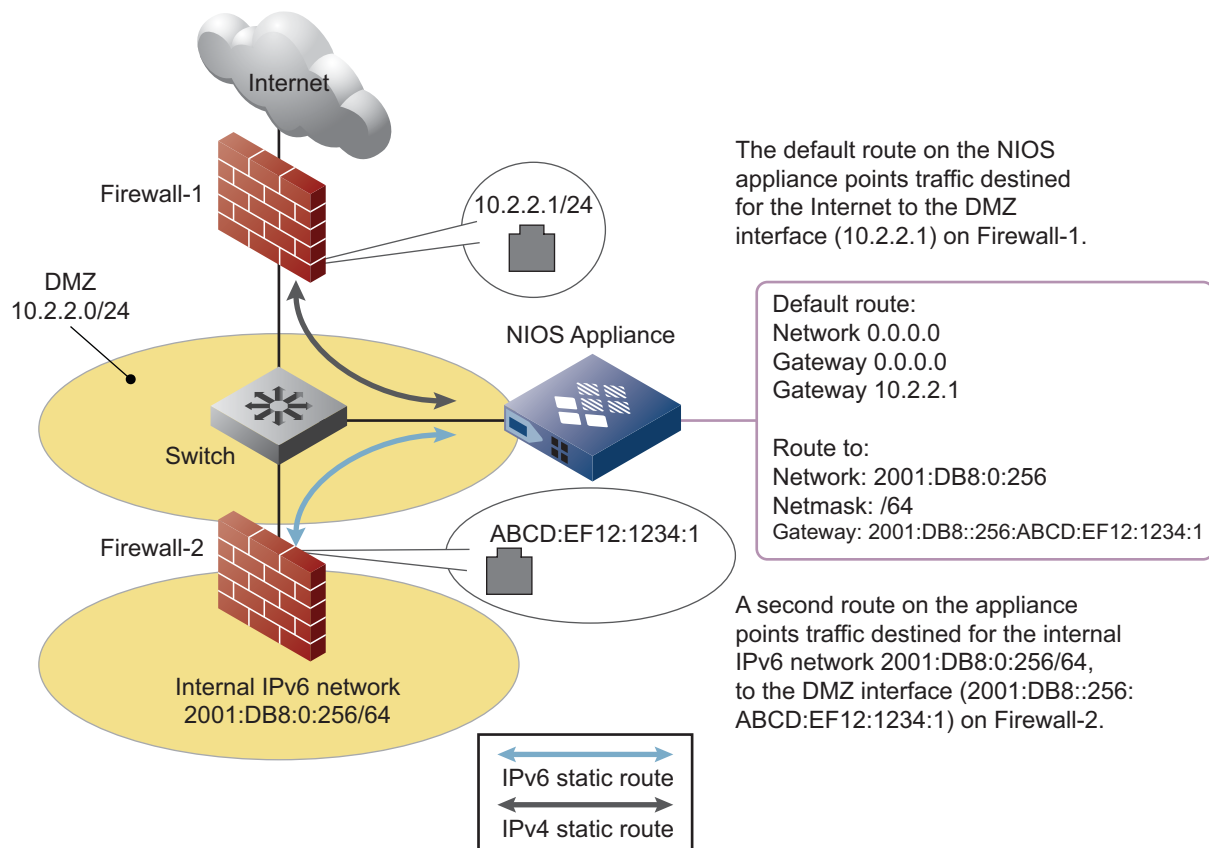 Internet
Firewall-1
10.2.2.1/24
The default route on the NIOS
appliance points traffic destined
for the Internet to the DMZ
interface (10.2.2.1) on Firewall-1.
DMZ
10.2.2.0/24
NIOS Appliance
Default route:
Network 0.0.0.0
Gateway 0.0.0.0
Gateway 10.2.2.1
Route to:
Network: 2001:DB8:0:256
Netmask: /64
Gateway: 2001:DB8::256:ABCD:EF12:1234:1
Switch
Firewall-2
ABCD:EF12:1234:1
A second route on the appliance
points traffic destined for the internal
IPv6 network 2001:DB8:0:256/64,
to the DMZ interface (2001:DB8::256:
ABCD:EF12:1234:1) on Firewall-2.
Internal IPv6 network
2001:DB8:0:256/64
IPv6 static route
IPv4 static route